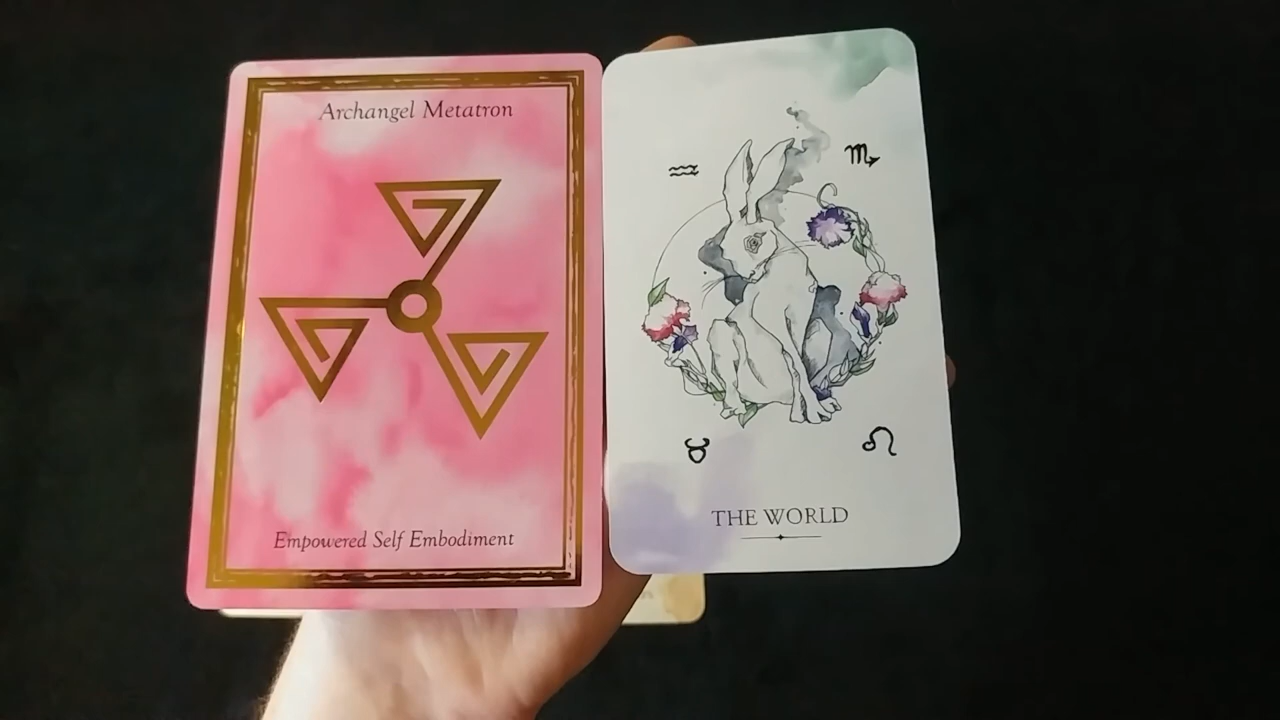 Archangel Metatron
Empowered Self Embodiment
♒ ♏
♉ ♌
THE WORLD